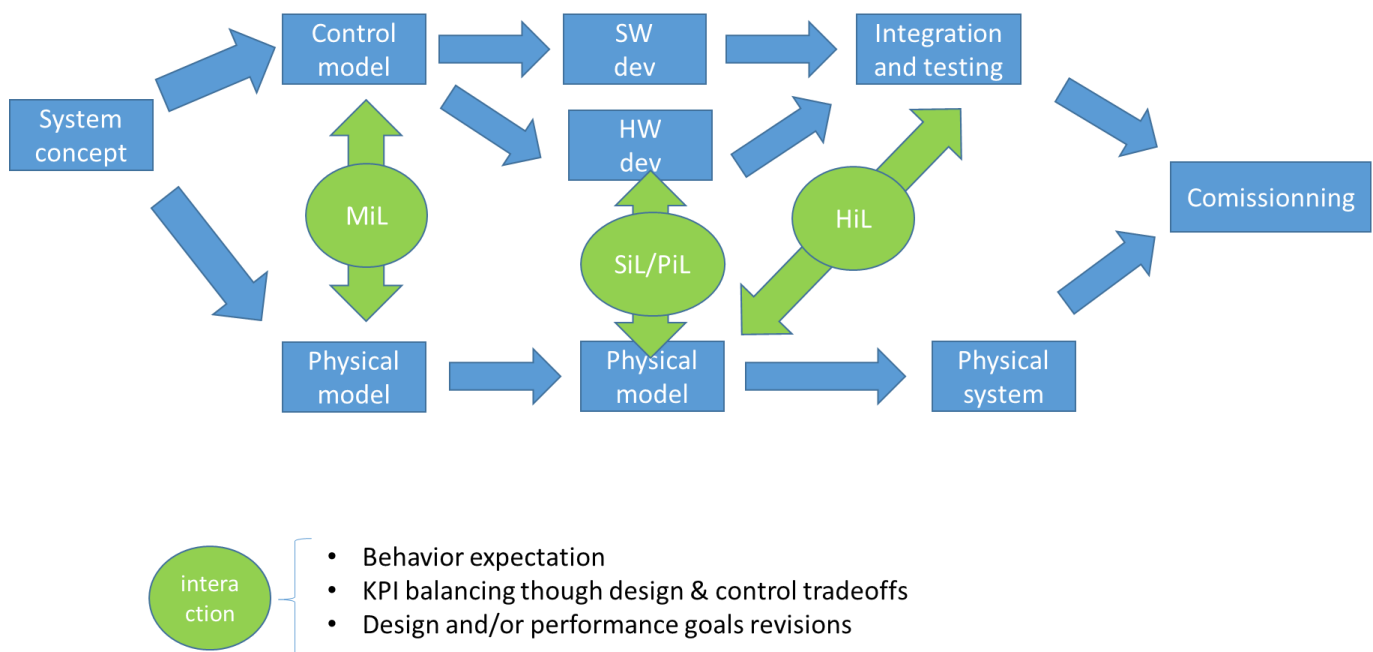 Control
model
SW
dev
Integration
and testing
System
concept
HW
dev
MiL
HiL
Comissionning
SiL/PiL
Physical
model
Physical
model
Physical
system
intera
ction
• Behavior expectation
• KPI balancing though design & control tradeoffs
• Design and/or performance goals revisions